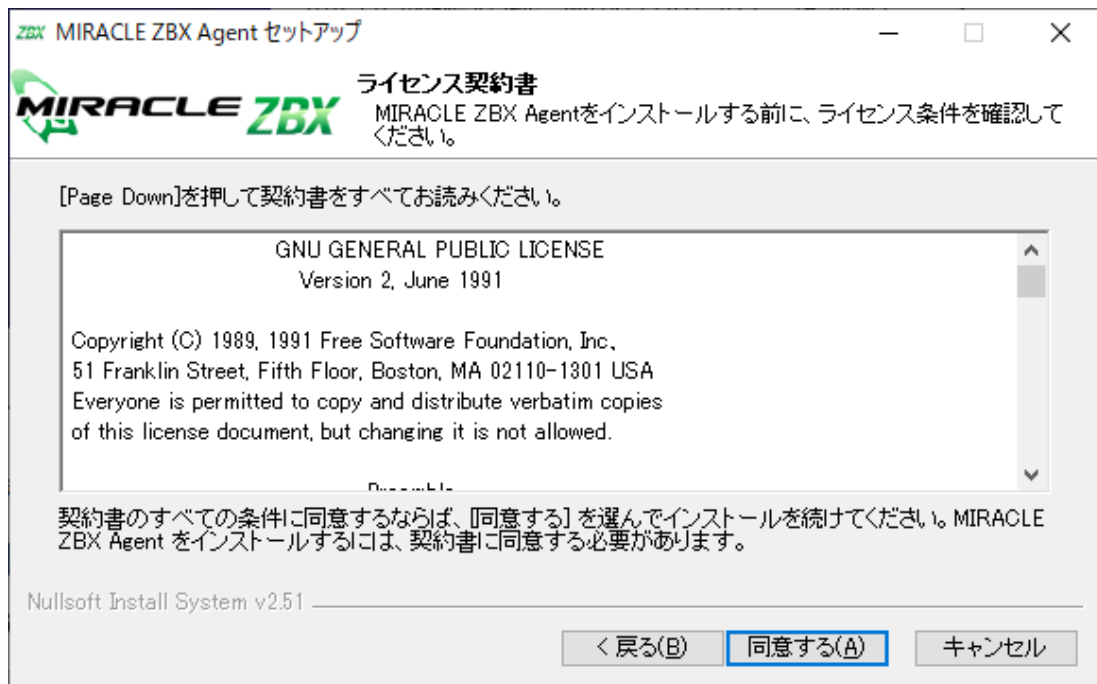 ZBX MIRACLE ZBX Agent セットアップ
MIRACLE ZBX
ライセンス契約書
MIRACLE ZBX Agentをインストールする前に、ライセンス条件を確認して
ください。
[Page Down]を押して契約書をすべてお読みください。
GNU GENERAL PUBLIC LICENSE
Version 2, June 1991
Copyright (C) 1989, 1991 Free Software Foundation, Inc.,
51 Franklin Street, Fifth Floor, Boston, MA 02110-1301 USA
Everyone is permitted to copy and distribute verbatim copies
of this license document, but changing it is not allowed.
契約書のすべての条件に同意するならば、[同意する] を選んでインストールを続けてください。MIRACLE
ZBX Agent をインストールするには、契約書に同意する必要があります。
Nullsoft Install System v2.51
< 戻る(B)
同意する(A)
キャンセル